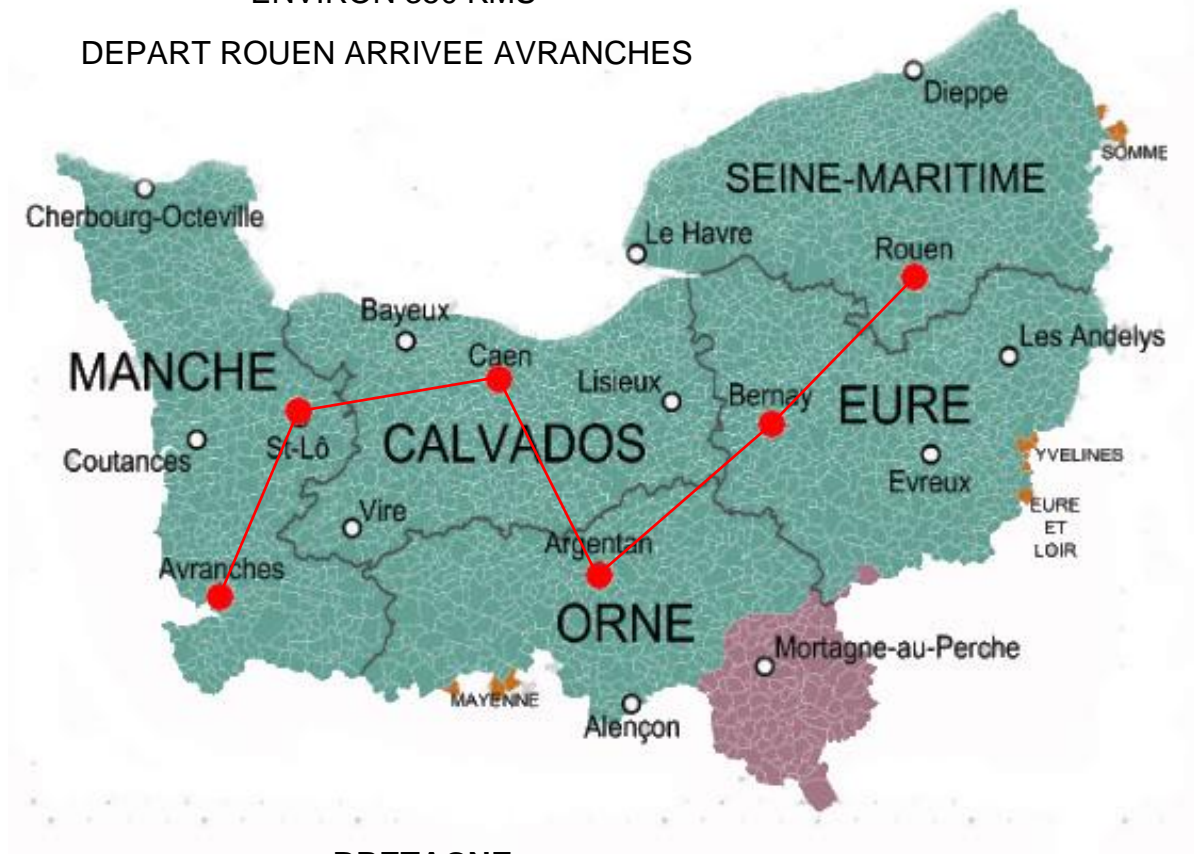 DEPART ROUEN ARRIVEE AVRANCHES
Dieppe
SOMME
SEINE-MARITIME
Cherbourg-Octeville
Le Havre
Rouen
Bayeux
Les Andelys
Caen
MANCHE
Lisieux
Bernay
EURE
St-Lô
CALVADOS
Coutances
YVELINES
Evreux
EURE
ET
LOIR
Vire
Argentan
Avranches
ORNE
Mortagne-au-Perche
MAYENNE
Alençon